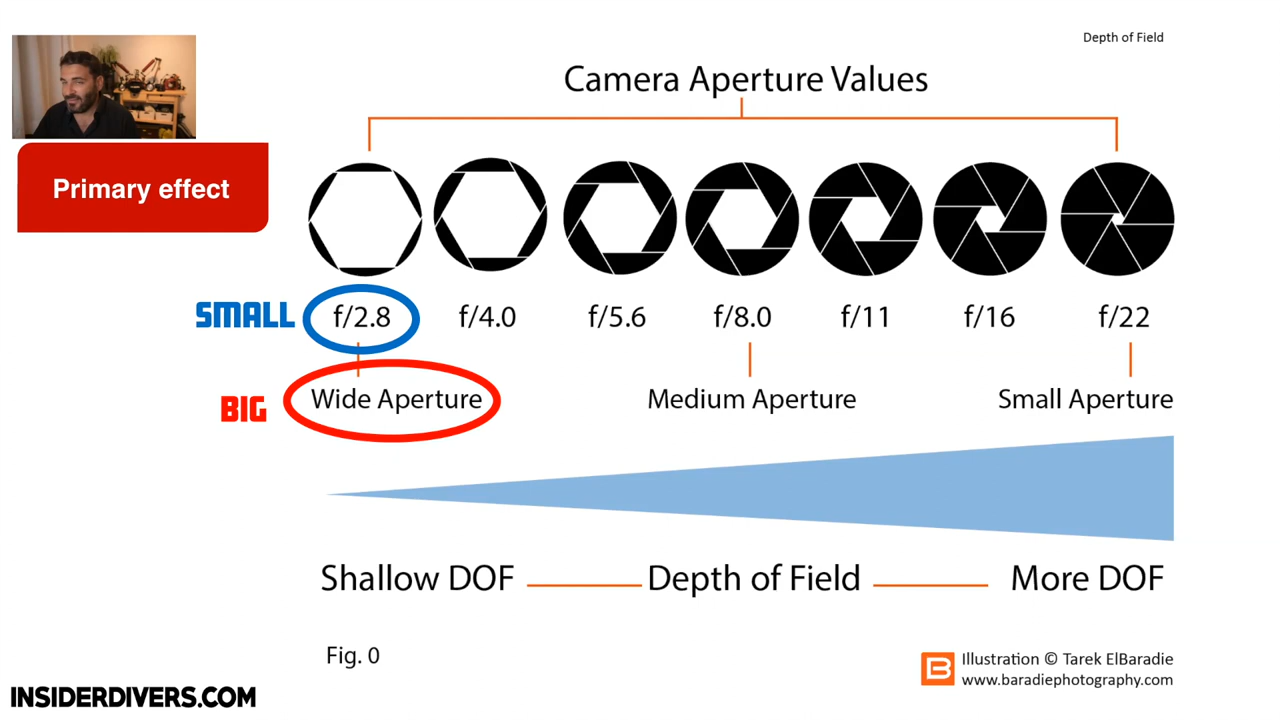 Depth of Field
Camera Aperture Values
Primary effect
SMALL
f/2.8
f/4.0
f/5.6
f/8.0
f/11
f/16
f/22
BIG
Wide Aperture
Medium Aperture
Small Aperture
Shallow DOF
Depth of Field
More DOF
Fig. 0
B
Illustration © Tarek ElBaradie
www.baradiephotography.com
INSIDERDIVERS.COM